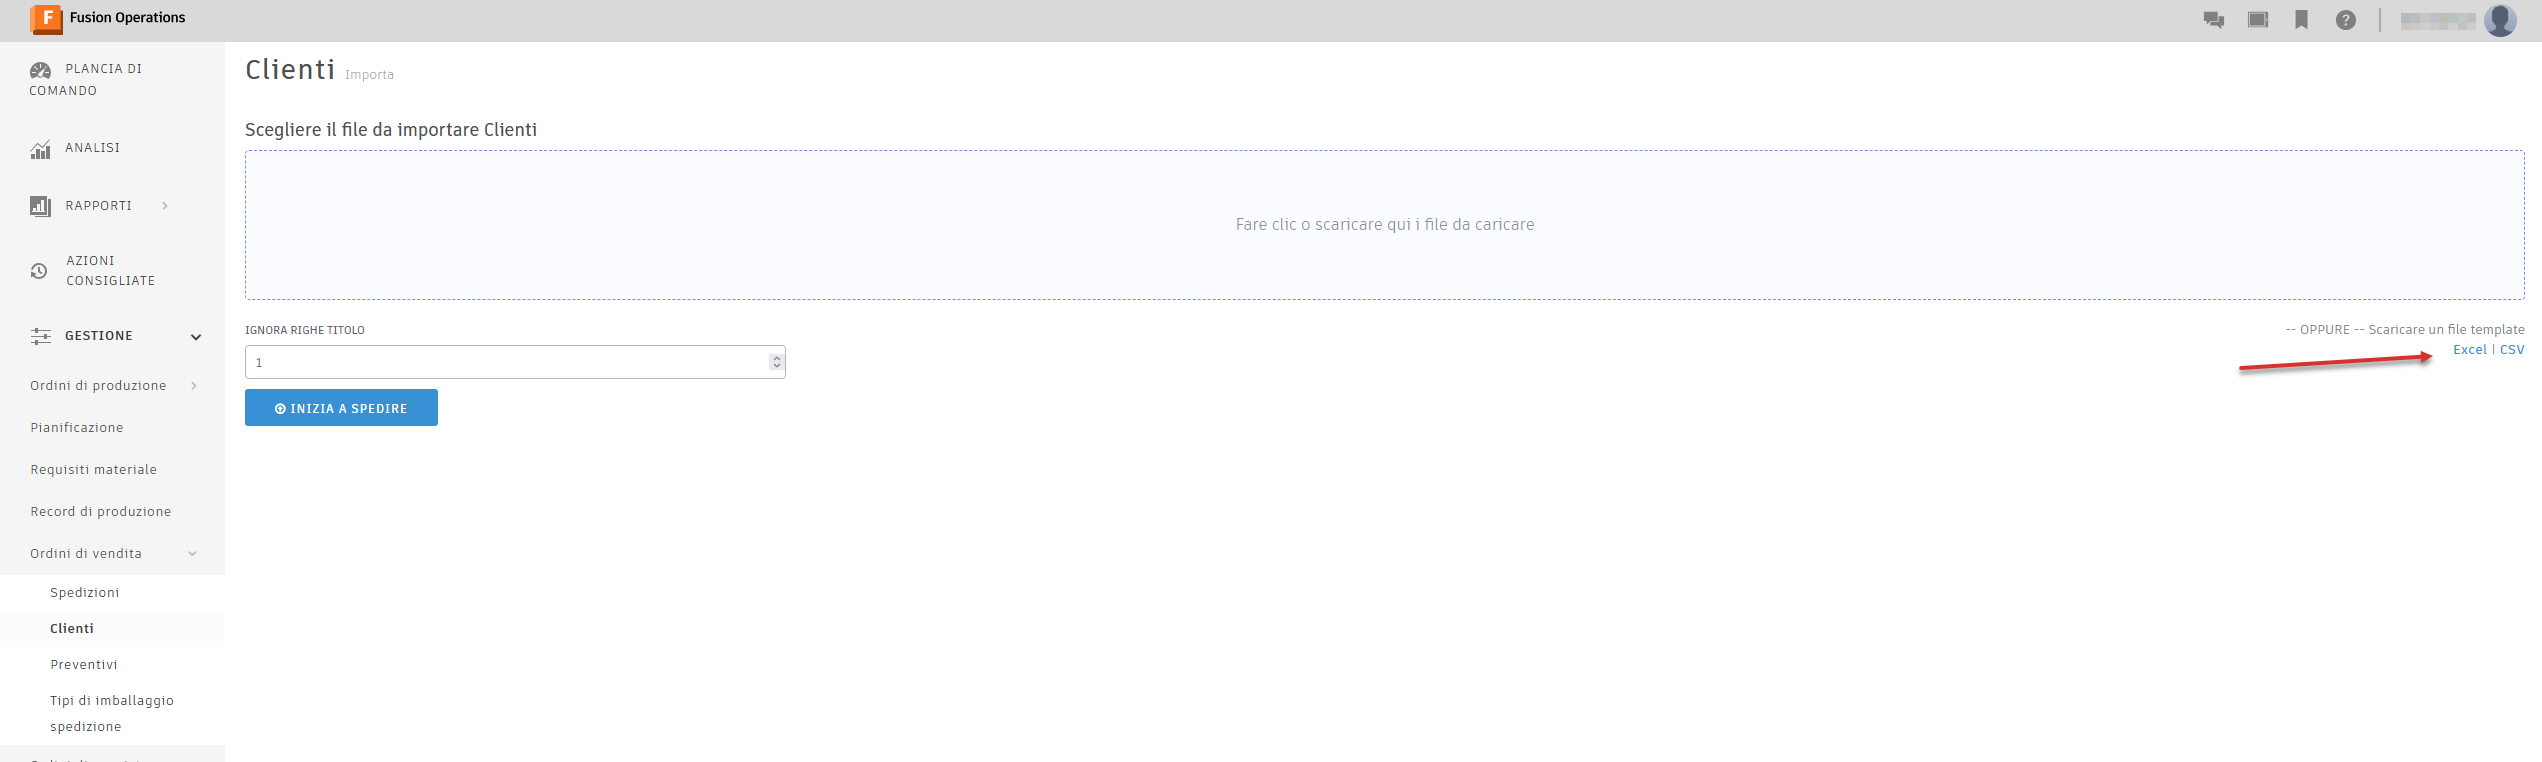 F Fusion Operations
?
PLANCIA DI
COMANDO
ANALISI
RAPPORTI
AZIONI
CONSIGLIATE
GESTIONE
Ordini di produzione
Pianificazione
Requisiti materiale
Record di produzione
Ordini di vendita
Spedizioni
Clienti
Preventivi
Tipi di imballaggio
spedizione
Clienti Importa
Scegliere il file da importare Clienti
Fare clic o scaricare qui i file da caricare
IGNORA RIGHE TITOLO
1
INIZIA A SPEDIRE
-- OPPURE -- Scaricare un file template
Excel | CSV